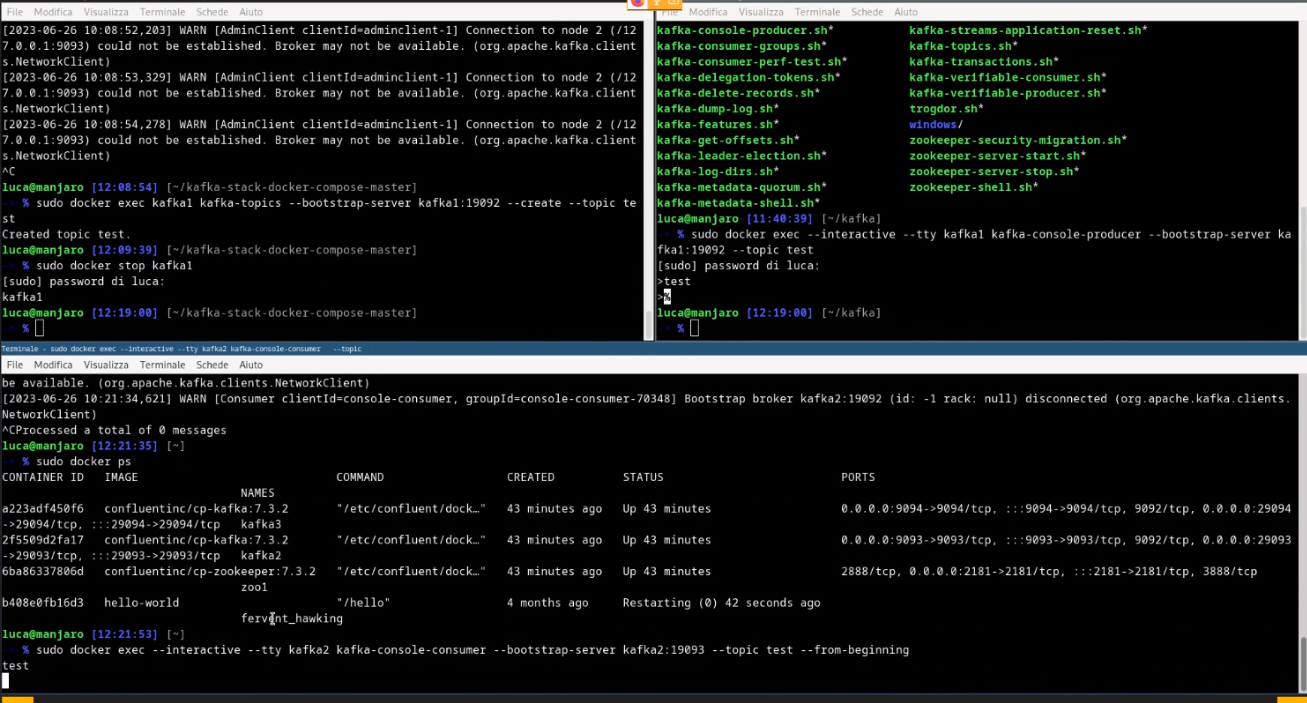 File Modifica Visualizza Terminale Schede Aiuto
[2023-06-26 10:08:52,203] WARN [AdminClient clientId=adminclient-1] Connection to node 2 (/12
7.0.0.1:9093) could not be established. Broker may not be available. (org.apache.kafka.client
s.NetworkClient)
[2023-06-26 10:08:53,329] WARN [AdminClient clientId=adminclient-1] Connection to node 2 (/12
7.0.0.1:9093) could not be established. Broker may not be available. (org.apache.kafka.client
s.NetworkClient)
[2023-06-26 10:08:54,278] WARN [AdminClient clientId=adminclient-1] Connection to node 2 (/12
7.0.0.1:9093) could not be established. Broker may not be available. (org.apache.kafka.client
s.NetworkClient)
^C
luca@manjaro [12:08:54] [~/kafka-stack-docker-compose-master]
-> % sudo docker exec kafka1 kafka-topics --bootstrap-server kafka1:19092 --create --topic te
st
Created topic test.
luca@manjaro [12:09:39] [~/kafka-stack-docker-compose-master]
-> % sudo docker stop kafka1
[sudo] password di luca:
kafka1
luca@manjaro [12:19:00] [~/kafka-stack-docker-compose-master]
-> %
File Modifica Visualizza Terminale Schede Aiuto
kafka-console-producer.sh* kafka-streams-application-reset.sh*
kafka-consumer-groups.sh* kafka-topics.sh*
kafka-consumer-perf-test.sh* kafka-transactions.sh*
kafka-delegation-tokens.sh* kafka-verifiable-consumer.sh*
kafka-delete-records.sh* kafka-verifiable-producer.sh*
kafka-dump-log.sh* trogdor.sh*
kafka-features.sh* windows/
kafka-get-offsets.sh* zookeeper-security-migration.sh*
kafka-leader-election.sh* zookeeper-server-start.sh*
kafka-log-dirs.sh* zookeeper-server-stop.sh*
kafka-metadata-quorum.sh* zookeeper-shell.sh*
kafka-metadata-shell.sh*
luca@manjaro [11:40:39] [~/kafka]
-> % sudo docker exec --interactive --tty kafka1 kafka-console-producer --bootstrap-server ka
fka1:19092 --topic test
[sudo] password di luca:
>test
>%
luca@manjaro [12:19:00] [~/kafka]
-> %
Terminale - sudo docker exec --interactive --tty kafka2 kafka-console-consumer --topic
File Modifica Visualizza Terminale Schede Aiuto
be available. (org.apache.kafka.clients.NetworkClient)
[2023-06-26 10:21:34,621] WARN [Consumer clientId=console-consumer, groupId=console-consumer-70348] Bootstrap broker kafka2:19092 (id: -1 rack: null) disconnected (org.apache.kafka.clients.
NetworkClient)
^CProcessed a total of 0 messages
luca@manjaro [12:21:35] [~]
-> % sudo docker ps
CONTAINER ID IMAGE COMMAND CREATED STATUS PORTS
NAMES
a223adf450f6 confluentinc/cp-kafka:7.3.2 "/etc/confluent/dock…" 43 minutes ago Up 43 minutes 0.0.0.0:9094->9094/tcp, :::9094->9094/tcp, 9092/tcp, 0.0.0.0:29094
->29094/tcp, :::29094->29094/tcp kafka3
2f5509d2fa17 confluentinc/cp-kafka:7.3.2 "/etc/confluent/dock…" 43 minutes ago Up 43 minutes 0.0.0.0:9093->9093/tcp, :::9093->9093/tcp, 9092/tcp, 0.0.0.0:29093
->29093/tcp, :::29093->29093/tcp kafka2
6ba86337806d confluentinc/cp-zookeeper:7.3.2 "/etc/confluent/dock…" 43 minutes ago Up 43 minutes 2888/tcp, 0.0.0.0:2181->2181/tcp, :::2181->2181/tcp, 3888/tcp
zoo1
b408e0fb16d3 hello-world "/hello" 4 months ago Restarting (0) 42 seconds ago
fervent_hawking
luca@manjaro [12:21:53] [~]
-> % sudo docker exec --interactive --tty kafka2 kafka-console-consumer --bootstrap-server kafka2:19093 --topic test --from-beginning
test